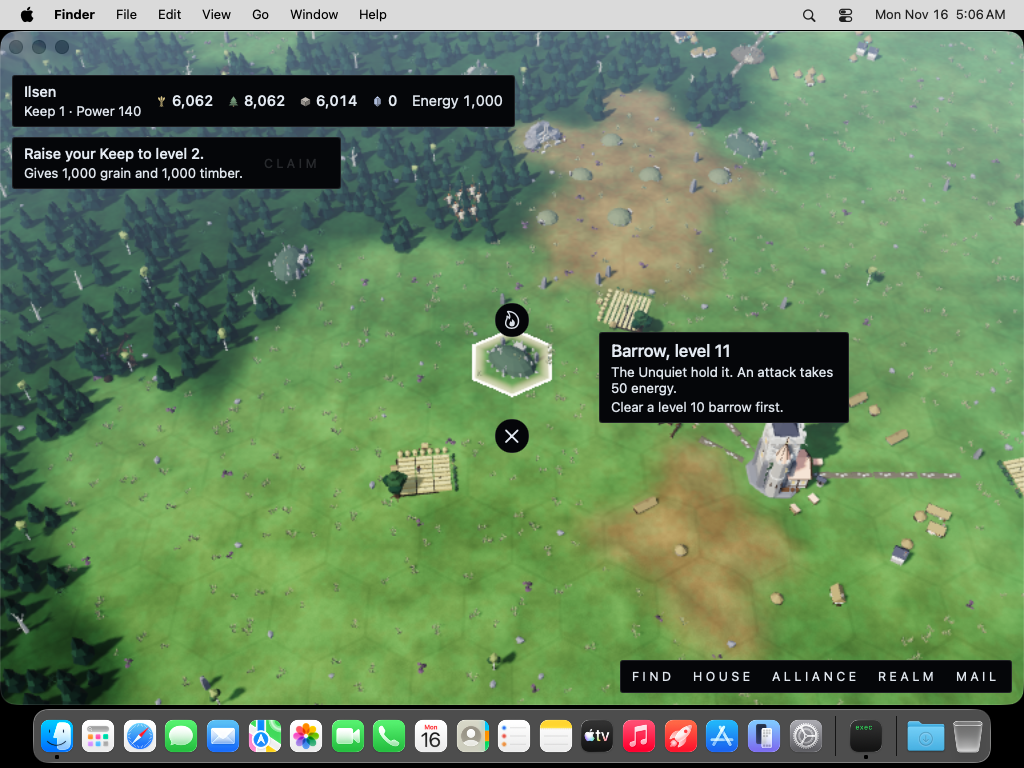 Finder File Edit View Go Window Help Mon Nov 16 5:06 AM
Ilsen
Keep 1 · Power 140
6,062 8,062 6,014 0 Energy 1,000
Raise your Keep to level 2.
Gives 1,000 grain and 1,000 timber.
CLAIM
Barrow, level 11
The Unquiet hold it. An attack takes
50 energy.
Clear a level 10 barrow first.
FIND HOUSE ALLIANCE REALM MAIL
Mon
16
tv
exec